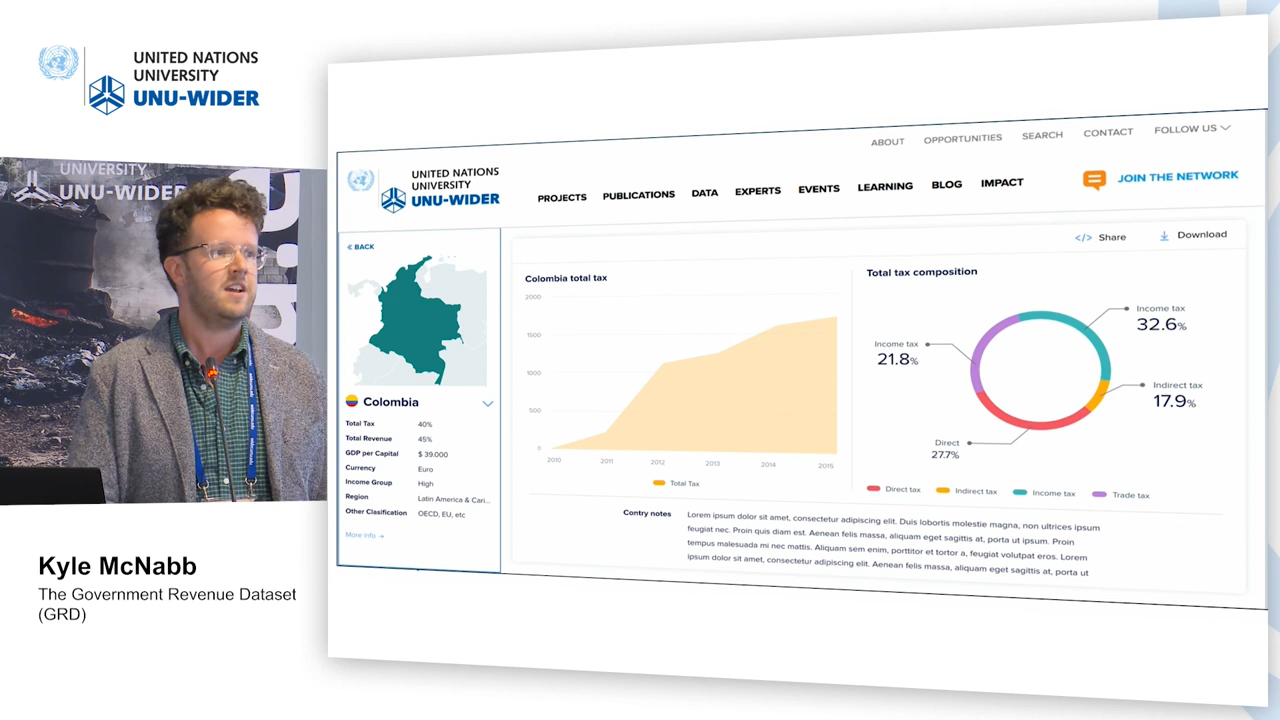 UNITED NATIONS
UNIVERSITY
UNU-WIDER
UNIVERSITY
UNU-WIDER
Kyle McNabb
The Government Revenue Dataset
(GRD)
ABOUT OPPORTUNITIES SEARCH CONTACT FOLLOW US
UNITED NATIONS
UNIVERSITY
UNU-WIDER
PROJECTS PUBLICATIONS DATA EXPERTS EVENTS LEARNING BLOG IMPACT
JOIN THE NETWORK
« BACK
Colombia
Total Tax 40%
Total Revenue 45%
GDP per Capital $ 39.000
Currency Euro
Income Group High
Region Latin America & Cari...
Other Classification OECD, EU, etc
More info →
</> Share Download
Colombia total tax
2000
1500
1000
500
0
2010 2011 2012 2013 2014 2015
Total Tax
Total tax composition
Income tax
32.6%
Income tax
21.8%
Indirect tax
17.9%
Direct
27.7%
Direct tax Indirect tax Income tax Trade tax
Contry notes
Lorem ipsum dolor sit amet, consectetur adipiscing elit. Duis lobortis molestie magna, non ultrices ipsum
feugiat nec. Proin quis diam est. Aenean felis massa, aliquam eget sagittis at, porta ut ipsum. Proin
tempus malesuada mi nec mattis. Aliquam sem enim, porttitor et tortor a, feugiat volutpat eros. Lorem
ipsum dolor sit amet, consectetur adipiscing elit. Aenean felis massa, aliquam eget sagittis at, porta ut